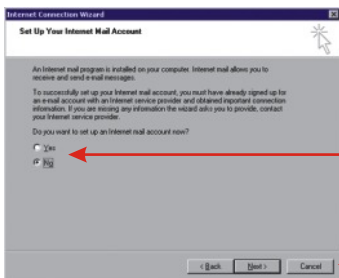 Internet Connection Wizard
Set Up Your Internet Mail Account
An Internet mail program is installed on your computer. Internet mail allows you to
receive and send e-mail messages.
To successfully set up your Internet mail account, you must have already signed up for
an e-mail account with an Internet service provider and obtained important connection
information. If you are missing any information the wizard asks you to provide, contact
your Internet service provider.
Do you want to set up an Internet mail account now?
Yes
No
< Back Next > Cancel